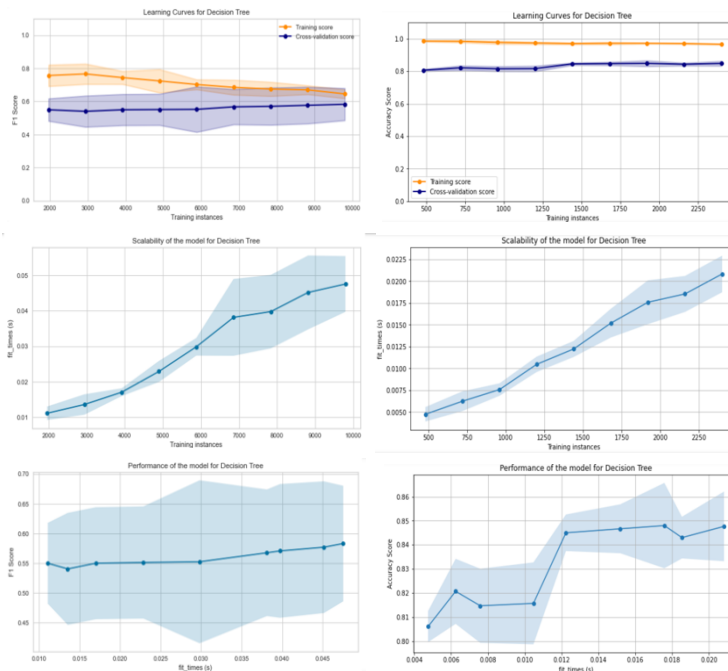 Learning Curves for Decision Tree
Training score
Cross-validation score
1.0
0.8
0.6
0.4
0.2
0.0
F1 Score
2000 3000 4000 5000 6000 7000 8000 9000 10000
Training instances
Learning Curves for Decision Tree
1.0
0.8
0.6
0.4
0.2
0.0
Accuracy Score
Training score
Cross-validation score
500 750 1000 1250 1500 1750 2000 2250
Training instances
Scalability of the model for Decision Tree
0.05
0.04
0.03
0.02
0.01
fit_times (s)
2000 3000 4000 5000 6000 7000 8000 9000 10000
Training instances
Scalability of the model for Decision Tree
0.0225
0.0200
0.0175
0.0150
0.0125
0.0100
0.0075
0.0050
fit_times (s)
500 750 1000 1250 1500 1750 2000 2250
Training instances
Performance of the model for Decision Tree
0.70
0.65
0.60
0.55
0.50
0.45
F1 Score
0.010 0.015 0.020 0.025 0.030 0.035 0.040 0.045
fit_times (s)
Performance of the model for Decision Tree
0.86
0.85
0.84
0.83
0.82
0.81
0.80
Accuracy Score
0.004 0.006 0.008 0.010 0.012 0.014 0.016 0.018 0.020
fit_times (s)